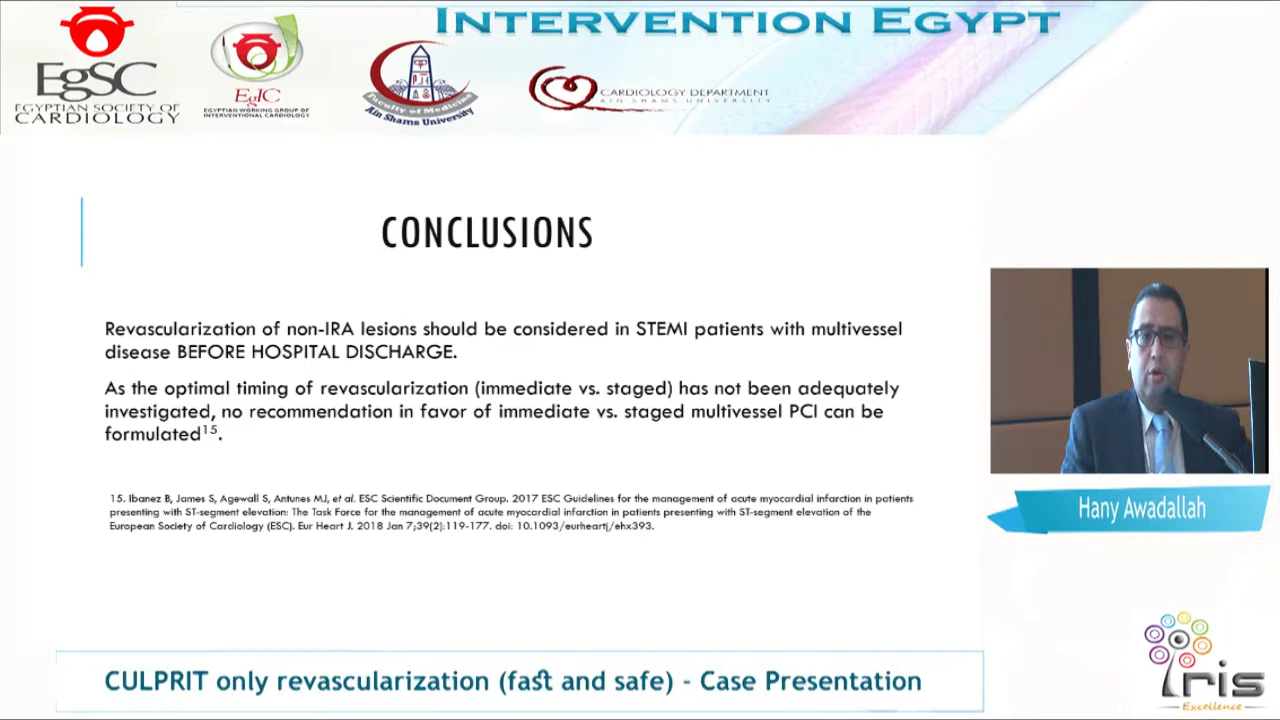 INTERVENTION EGYPT
EgSC
EGYPTIAN SOCIETY OF
CARDIOLOGY
EgIC
EGYPTIAN WORKING GROUP OF
INTERVENTIONAL CARDIOLOGY
Faculty of Medicine
Ain Shams University
CARDIOLOGY DEPARTMENT
AIN SHAMS UNIVERSITY
CONCLUSIONS
Revascularization of non-IRA lesions should be considered in STEMI patients with multivessel
disease BEFORE HOSPITAL DISCHARGE.
As the optimal timing of revascularization (immediate vs. staged) has not been adequately
investigated, no recommendation in favor of immediate vs. staged multivessel PCI can be
formulated¹⁵.
15. Ibanez B, James S, Agewall S, Antunes MJ, et al. ESC Scientific Document Group. 2017 ESC Guidelines for the management of acute myocardial infarction in patients
presenting with ST-segment elevation: The Task Force for the management of acute myocardial infarction in patients presenting with ST-segment elevation of the
European Society of Cardiology (ESC). Eur Heart J. 2018 Jan 7;39(2):119-177. doi: 10.1093/eurheartj/ehx393.
Hany Awadallah
CULPRIT only revascularization (fast and safe) - Case Presentation
Iris
Excellence